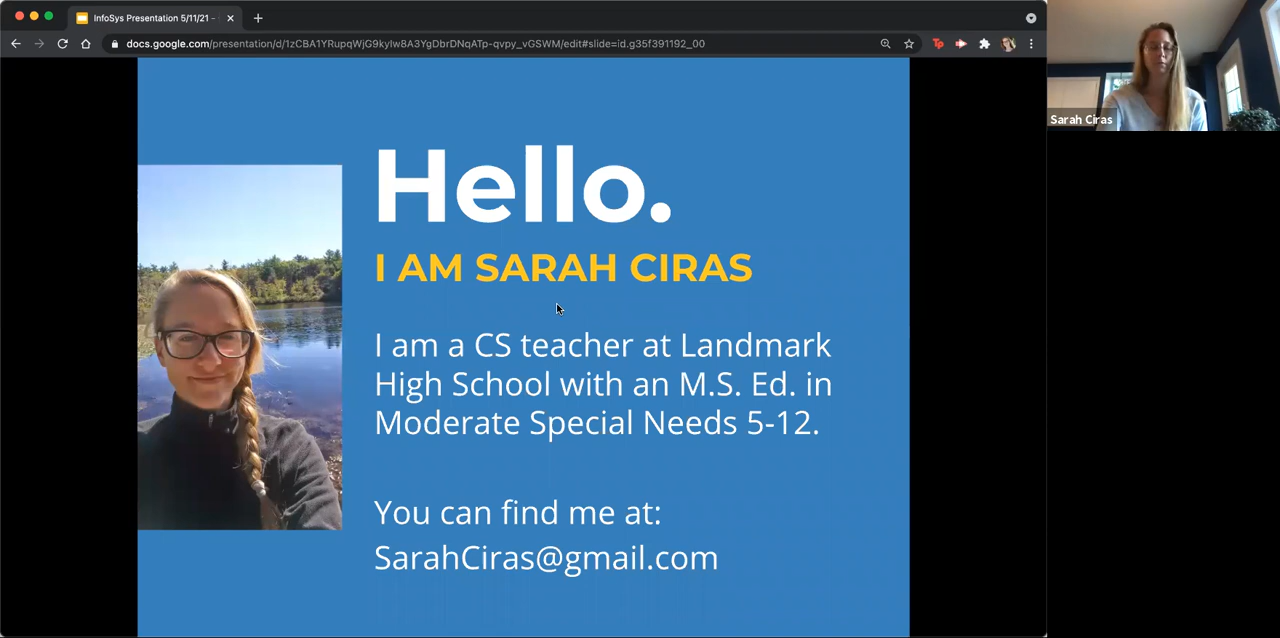 InfoSys Presentation 5/11/21 -
docs.google.com/presentation/d/1zCBA1YRupqWjG9kylw8A3YgDbrDNqATp-qvpy_vGSWM/edit#slide=id.g35f391192_00
Sarah Ciras
Hello.
I AM SARAH CIRAS
I am a CS teacher at Landmark
High School with an M.S. Ed. in
Moderate Special Needs 5-12.
You can find me at:
SarahCiras@gmail.com